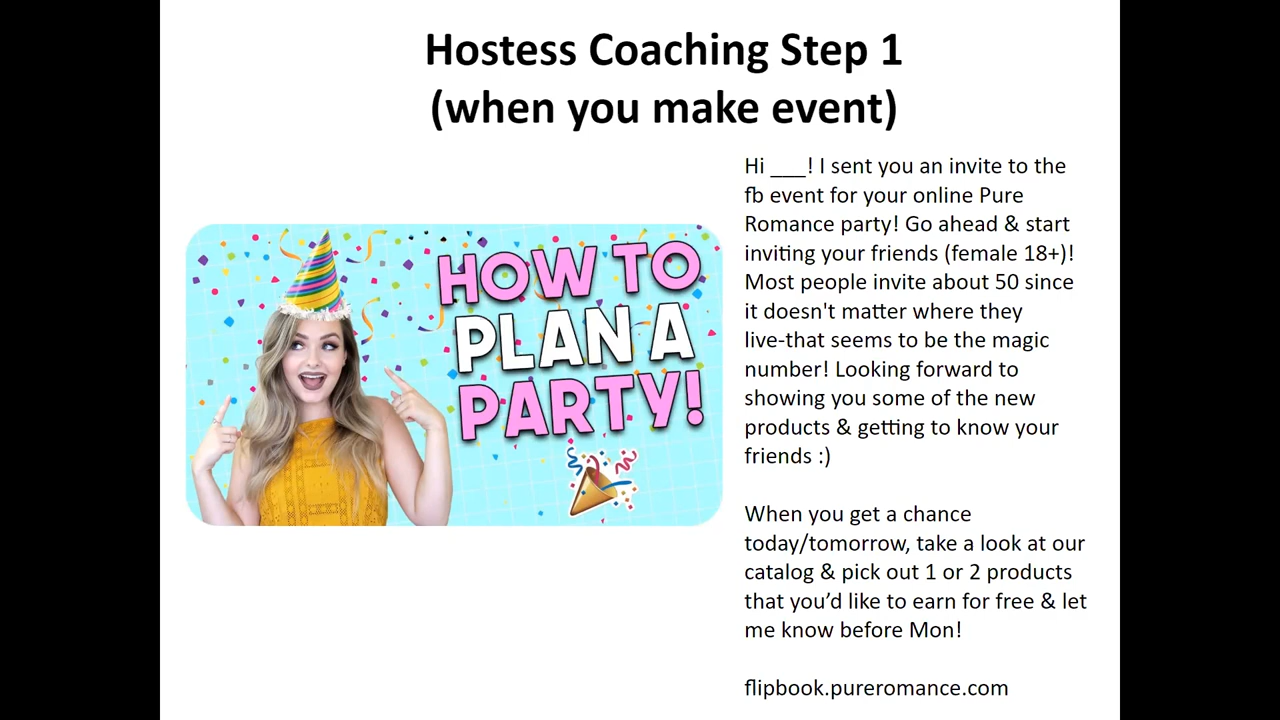 Hostess Coaching Step 1
(when you make event)
HOW TO
PLAN A
PARTY!
Hi ___! I sent you an invite to the
fb event for your online Pure
Romance party! Go ahead & start
inviting your friends (female 18+)!
Most people invite about 50 since
it doesn't matter where they
live-that seems to be the magic
number! Looking forward to
showing you some of the new
products & getting to know your
friends :)
When you get a chance
today/tomorrow, take a look at our
catalog & pick out 1 or 2 products
that you’d like to earn for free & let
me know before Mon!
flipbook.pureromance.com